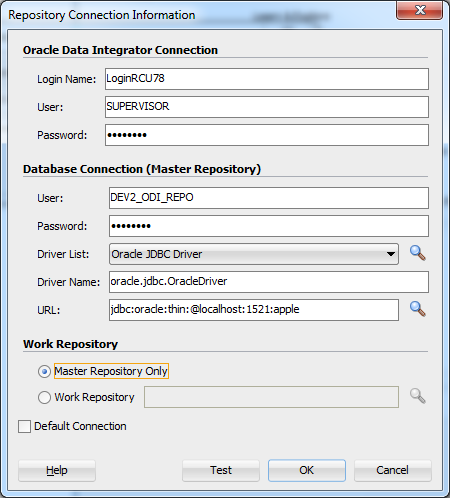 Repository Connection Information
Oracle Data Integrator Connection
Login Name: LoginRCU78
User: SUPERVISOR
Password: ••••••••
Database Connection (Master Repository)
User: DEV2_ODI_REPO
Password: ••••••••
Driver List: Oracle JDBC Driver
Driver Name: oracle.jdbc.OracleDriver
URL: jdbc:oracle:thin:@localhost:1521:apple
Work Repository
Master Repository Only
Work Repository
Default Connection
Help Test OK Cancel